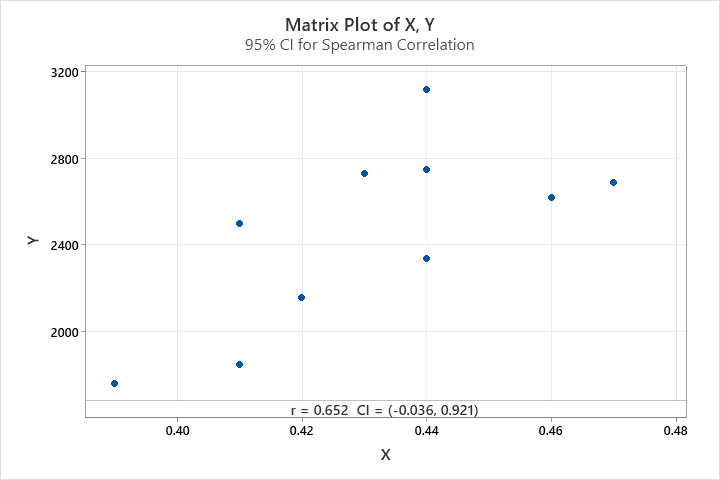 Matrix Plot of X, Y
95% CI for Spearman Correlation
3200
2800
2400
2000
Y
r = 0.652 CI = (-0.036, 0.921)
0.40 0.42 0.44 0.46 0.48
X